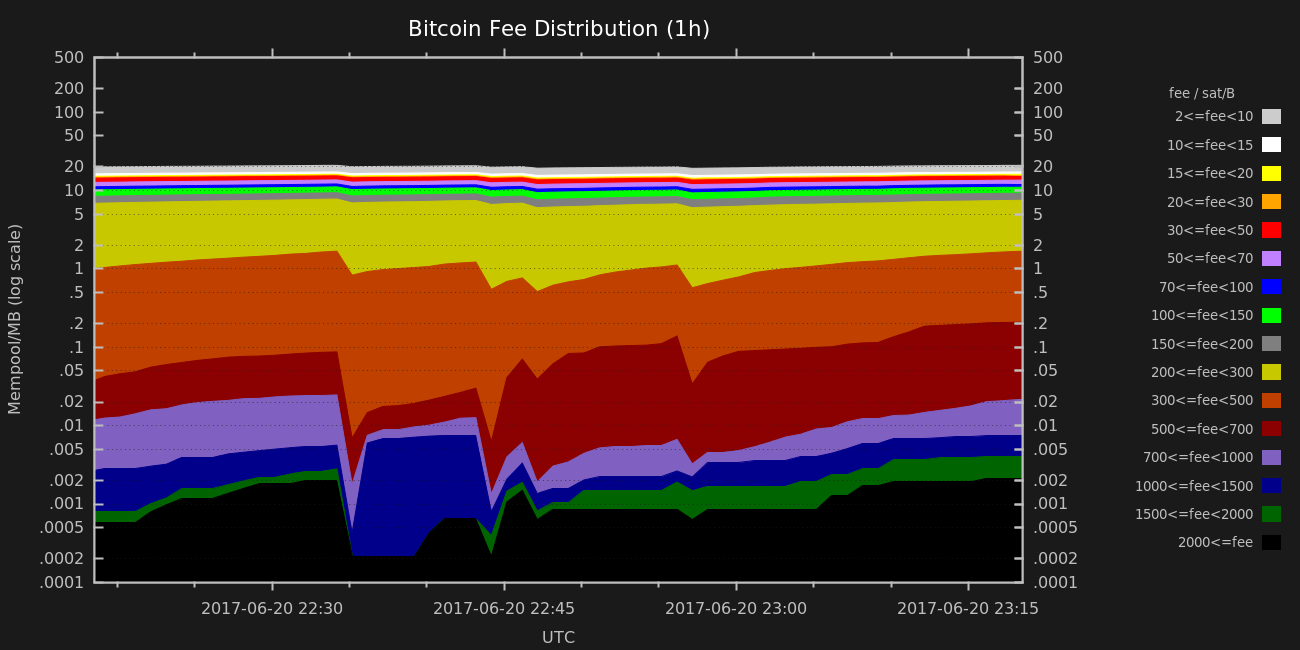 Bitcoin Fee Distribution (1h)
Mempool/MB (log scale)
500
200
100
50
20
10
5
2
1
.5
.2
.1
.05
.02
.01
.005
.002
.001
.0005
.0002
.0001
500
200
100
50
20
10
5
2
1
.5
.2
.1
.05
.02
.01
.005
.002
.001
.0005
.0002
.0001
fee / sat/B
2<=fee<10
10<=fee<15
15<=fee<20
20<=fee<30
30<=fee<50
50<=fee<70
70<=fee<100
100<=fee<150
150<=fee<200
200<=fee<300
300<=fee<500
500<=fee<700
700<=fee<1000
1000<=fee<1500
1500<=fee<2000
2000<=fee
2017-06-20 22:30 2017-06-20 22:45 2017-06-20 23:00 2017-06-20 23:15
UTC